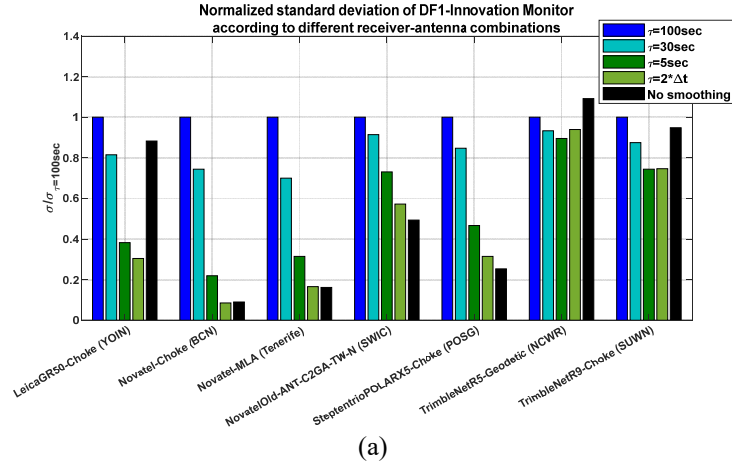 Normalized standard deviation of DF1-Innovation Monitor
according to different receiver-antenna combinations
τ=100sec
τ=30sec
τ=5sec
τ=2*Δt
No smoothing
1.4
1.2
1
0.8
0.6
0.4
0.2
0
σ/στ=100sec
LeicaGR50-Choke (YOIN)
Novatel-Choke (BCN)
Novatel-MLA (Tenerife)
NovatelOld-ANT-C2GA-TW-N (SWIC)
SteptentrioPOLARX5-Choke (POSG)
TrimbleNetR5-Geodetic (NCWR)
TrimbleNetR9-Choke (SUWN)
(a)